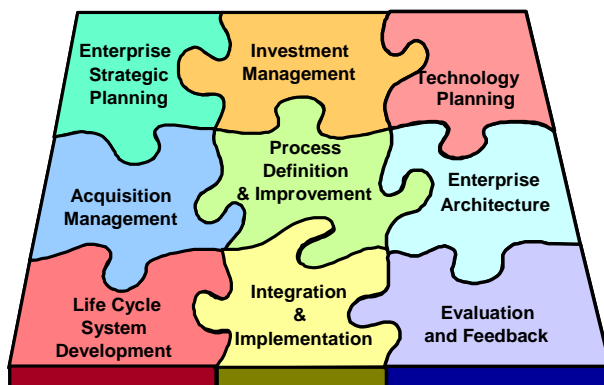 Enterprise
Strategic
Planning
Investment
Management
Technology
Planning
Acquisition
Management
Process
Definition
& Improvement
Enterprise
Architecture
Life Cycle
System
Development
Integration
&
Implementation
Evaluation
and Feedback